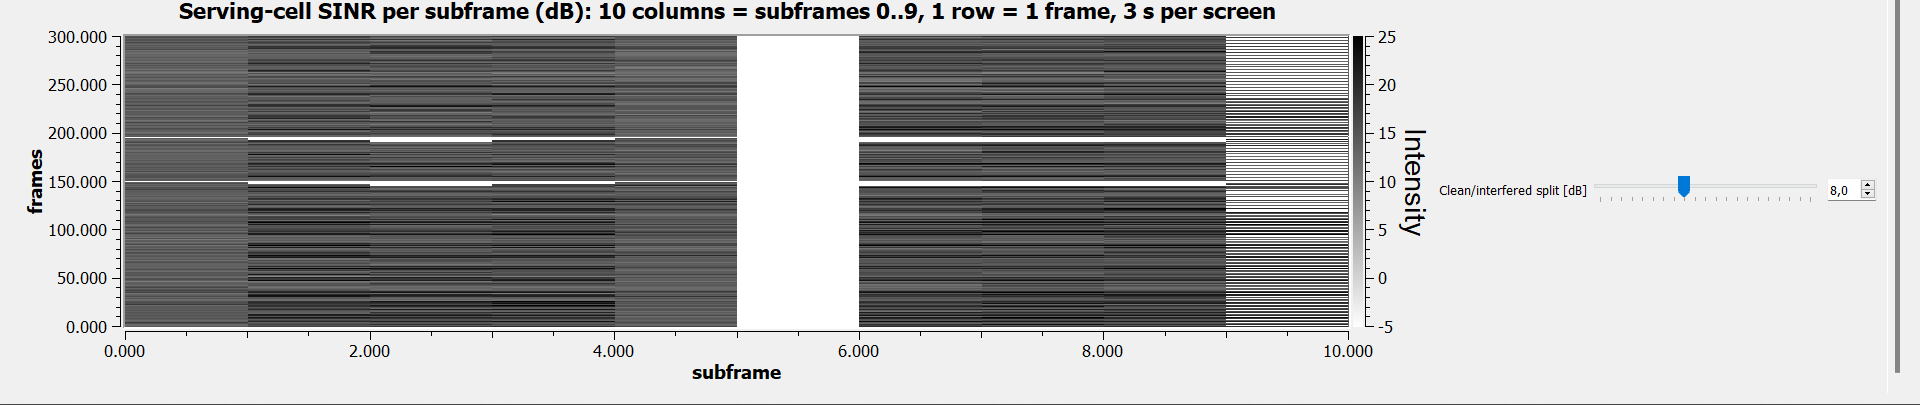 Serving-cell SINR per subframe (dB): 10 columns = subframes 0..9, 1 row = 1 frame, 3 s per screen
300.000
250.000
200.000
150.000
100.000
50.000
0.000
frames
0.000 2.000 4.000 6.000 8.000 10.000
subframe
25
20
15
10
5
0
-5
Intensity
Clean/interfered split [dB]
8,0